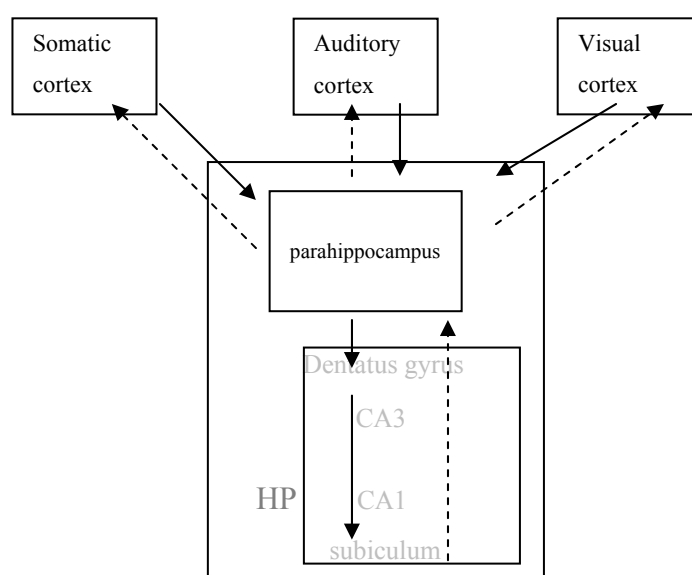 Somatic
cortex
Auditory
cortex
Visual
cortex
parahippocampus
Dentatus gyrus
CA3
HP
CA1
subiculum